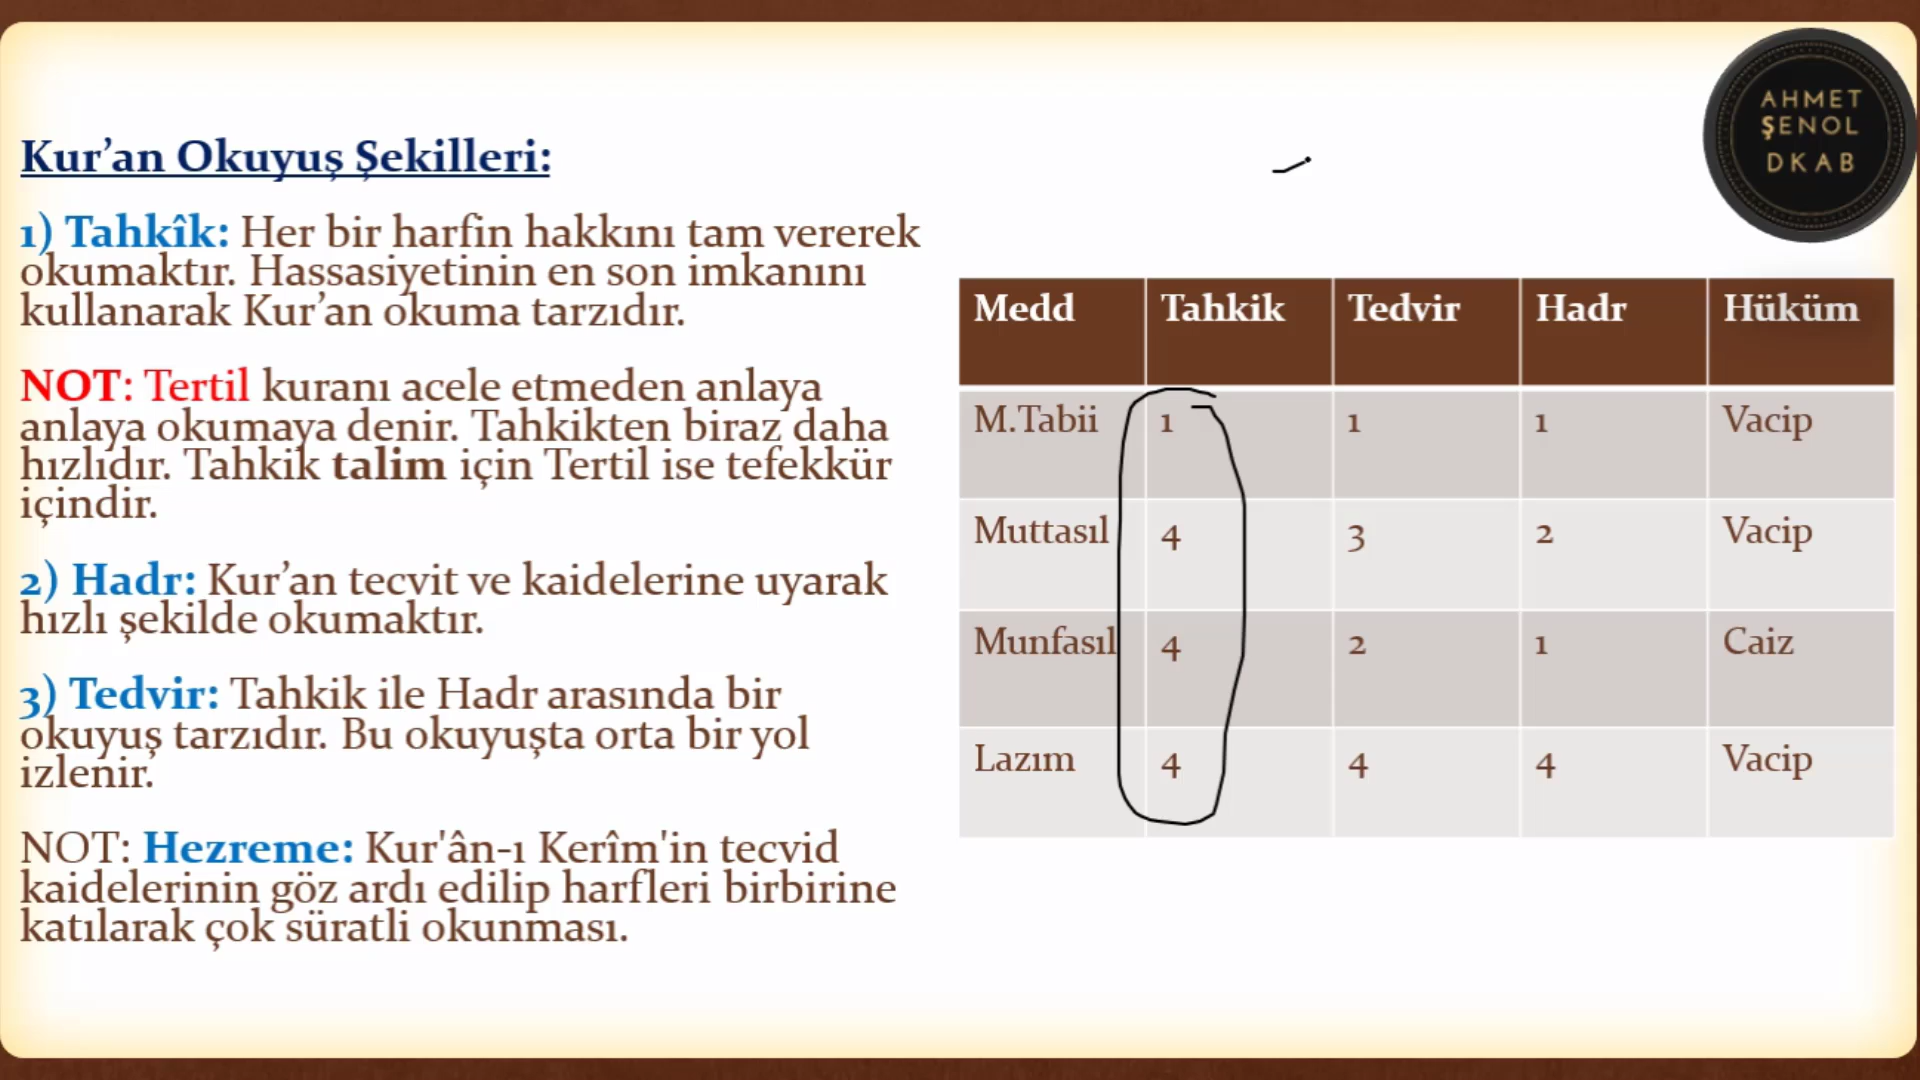 Kur’an Okuyuş Şekilleri:
1) Tahkîk: Her bir harfin hakkını tam vererek
okumaktır. Hassasiyetinin en son imkanını
kullanarak Kur’an okuma tarzıdır.
NOT: Tertil kuranı acele etmeden anlaya
anlaya okumaya denir. Tahkikten biraz daha
hızlıdır. Tahkik talim için Tertil ise tefekkür
içindir.
2) Hadr: Kur’an tecvit ve kaidelerine uyarak
hızlı şekilde okumaktır.
3) Tedvir: Tahkik ile Hadr arasında bir
okuyuş tarzıdır. Bu okuyuşta orta bir yol
izlenir.
NOT: Hezreme: Kur'ân-ı Kerîm'in tecvid
kaidelerinin göz ardı edilip harfleri birbirine
katılarak çok süratli okunması.
AHMET
ŞENOL
DKAB
Medd Tahkik Tedvir Hadr Hüküm
M.Tabii 1 1 1 Vacip
Muttasıl 4 3 2 Vacip
Munfasıl 4 2 1 Caiz
Lazım 4 4 4 Vacip